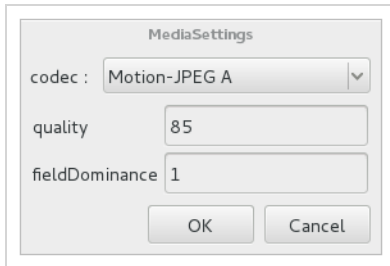 MediaSettings
codec : Motion-JPEG A
quality 85
fieldDominance 1
OK Cancel